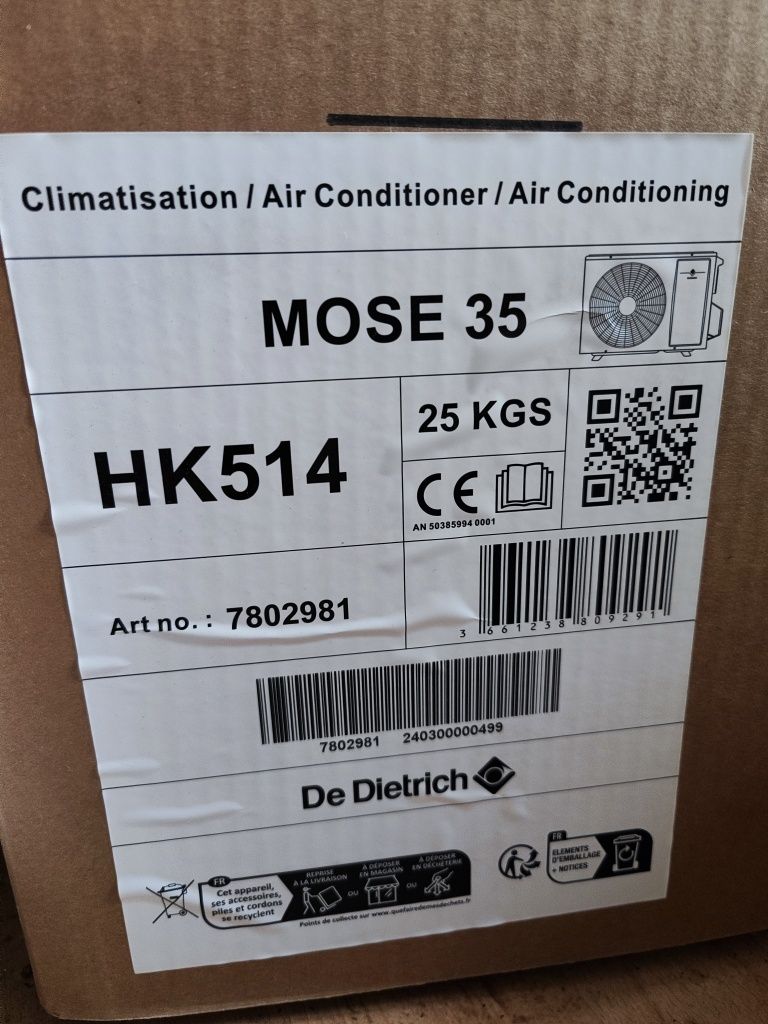 Climatisation / Air Conditioner / Air Conditioning
MOSE 35
HK514
25 KGS
CE
AN 50385994 0001
Art no. : 7802981
3 661238 809291
7802981 240300000499
De Dietrich
FR
Cet appareil,
ses accessoires,
piles et cordons
se recyclent
REPRISE
À LA LIVRAISON
OU
À DÉPOSER
EN MAGASIN
OU
À DÉPOSER
EN DÉCHÈTERIE
Points de collecte sur www.quefairedemesdechets.fr
FR
ELEMENTS
D'EMBALLAGE
+ NOTICES